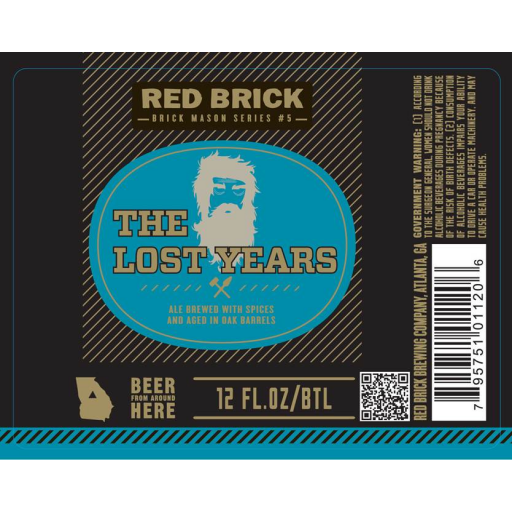 RED BRICK
BRICK MASON SERIES #5
THE
LOST YEARS
ALE BREWED WITH SPICES
AND AGED IN OAK BARRELS
BEER
FROM AROUND
HERE
12 FL.OZ/BTL
GOVERNMENT WARNING: (1) ACCORDING
TO THE SURGEON GENERAL, WOMEN SHOULD NOT DRINK
ALCOHOLIC BEVERAGES DURING PREGNANCY BECAUSE
OF THE RISK OF BIRTH DEFECTS. (2) CONSUMPTION
OF ALCOHOLIC BEVERAGES IMPAIRS YOUR ABILITY
TO DRIVE A CAR OR OPERATE MACHINERY, AND MAY
CAUSE HEALTH PROBLEMS.
RED BRICK BREWING COMPANY, ATLANTA, GA
7 95751 01120 6